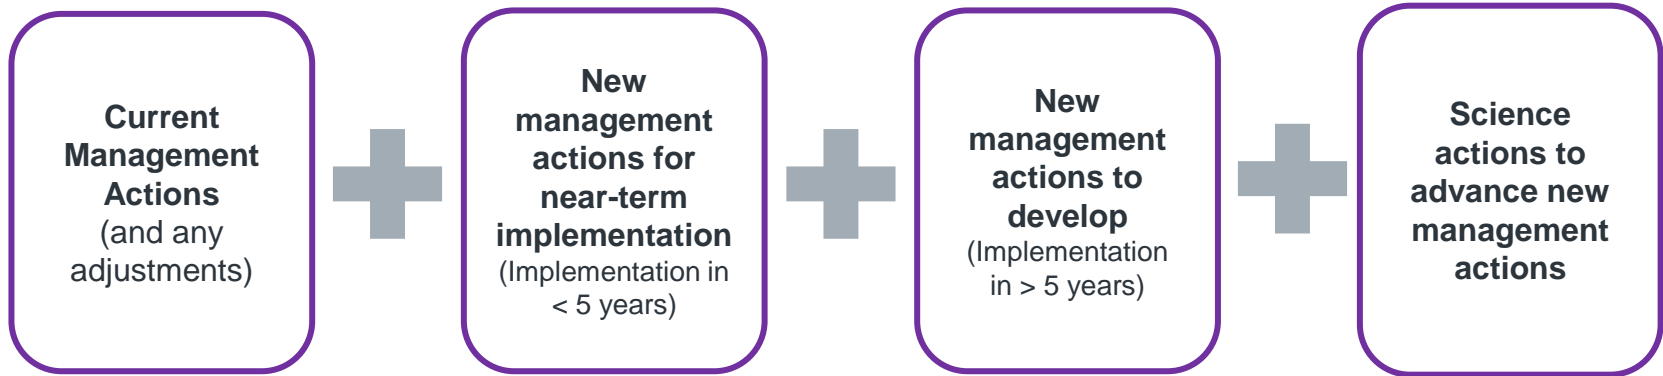 Current
Management
Actions
(and any
adjustments)
New
management
actions for
near-term
implementation
(Implementation in
< 5 years)
New
management
actions to
develop
(Implementation
in > 5 years)
Science
actions to
advance new
management
actions